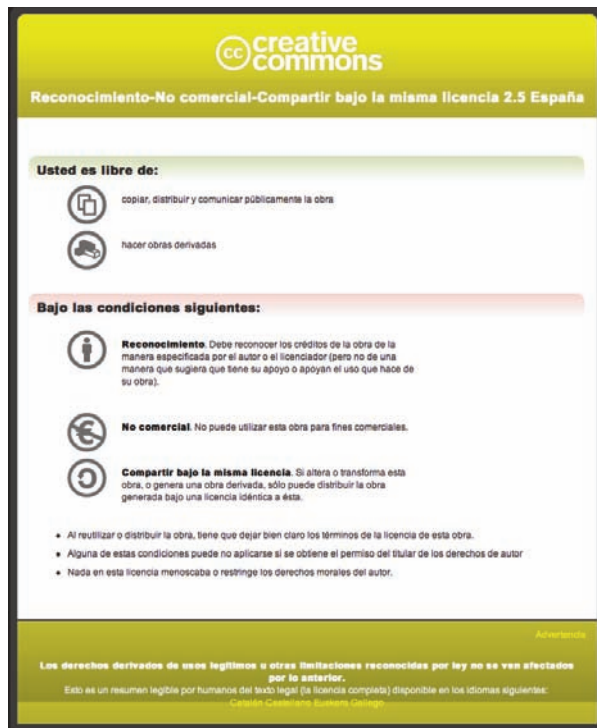 cc creative
commons
Reconocimiento-No comercial-Compartir bajo la misma licencia 2.5 España
Usted es libre de:
copiar, distribuir y comunicar públicamente la obra
hacer obras derivadas
Bajo las condiciones siguientes:
Reconocimiento. Debe reconocer los créditos de la obra de la
manera especificada por el autor o el licenciador (pero no de una
manera que sugiera que tiene su apoyo o apoyan el uso que hace de
su obra).
No comercial. No puede utilizar esta obra para fines comerciales.
Compartir bajo la misma licencia. Si altera o transforma esta
obra, o genera una obra derivada, sólo puede distribuir la obra
generada bajo una licencia idéntica a ésta.
• Al reutilizar o distribuir la obra, tiene que dejar bien claro los términos de la licencia de esta obra.
• Alguna de estas condiciones puede no aplicarse si se obtiene el permiso del titular de los derechos de autor
• Nada en esta licencia menoscaba o restringe los derechos morales del autor.
Advertencia
Los derechos derivados de usos legítimos u otras limitaciones reconocidas por ley no se ven afectados
por lo anterior.
Esto es un resumen legible por humanos del texto legal (la licencia completa) disponible en los idiomas siguientes:
Catalán Castellano Euskera Gallego